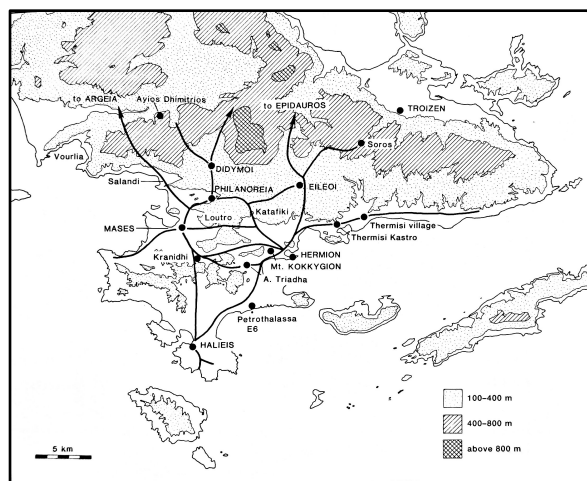 to ARGEIA
Ayios Dhimitrios
to EPIDAUROS
TROIZEN
Vourlia
Soros
Salandi
DIDYMOI
PHILANOREIA
EILEOI
Loutro
Katafiki
MASES
Thermisi village
Thermisi Kastro
Kranidhi
HERMION
Mt. KOKKYGION
A. Triadha
Petrothalassa
E6
HALIEIS
100–400 m
400–800 m
above 800 m
5 km